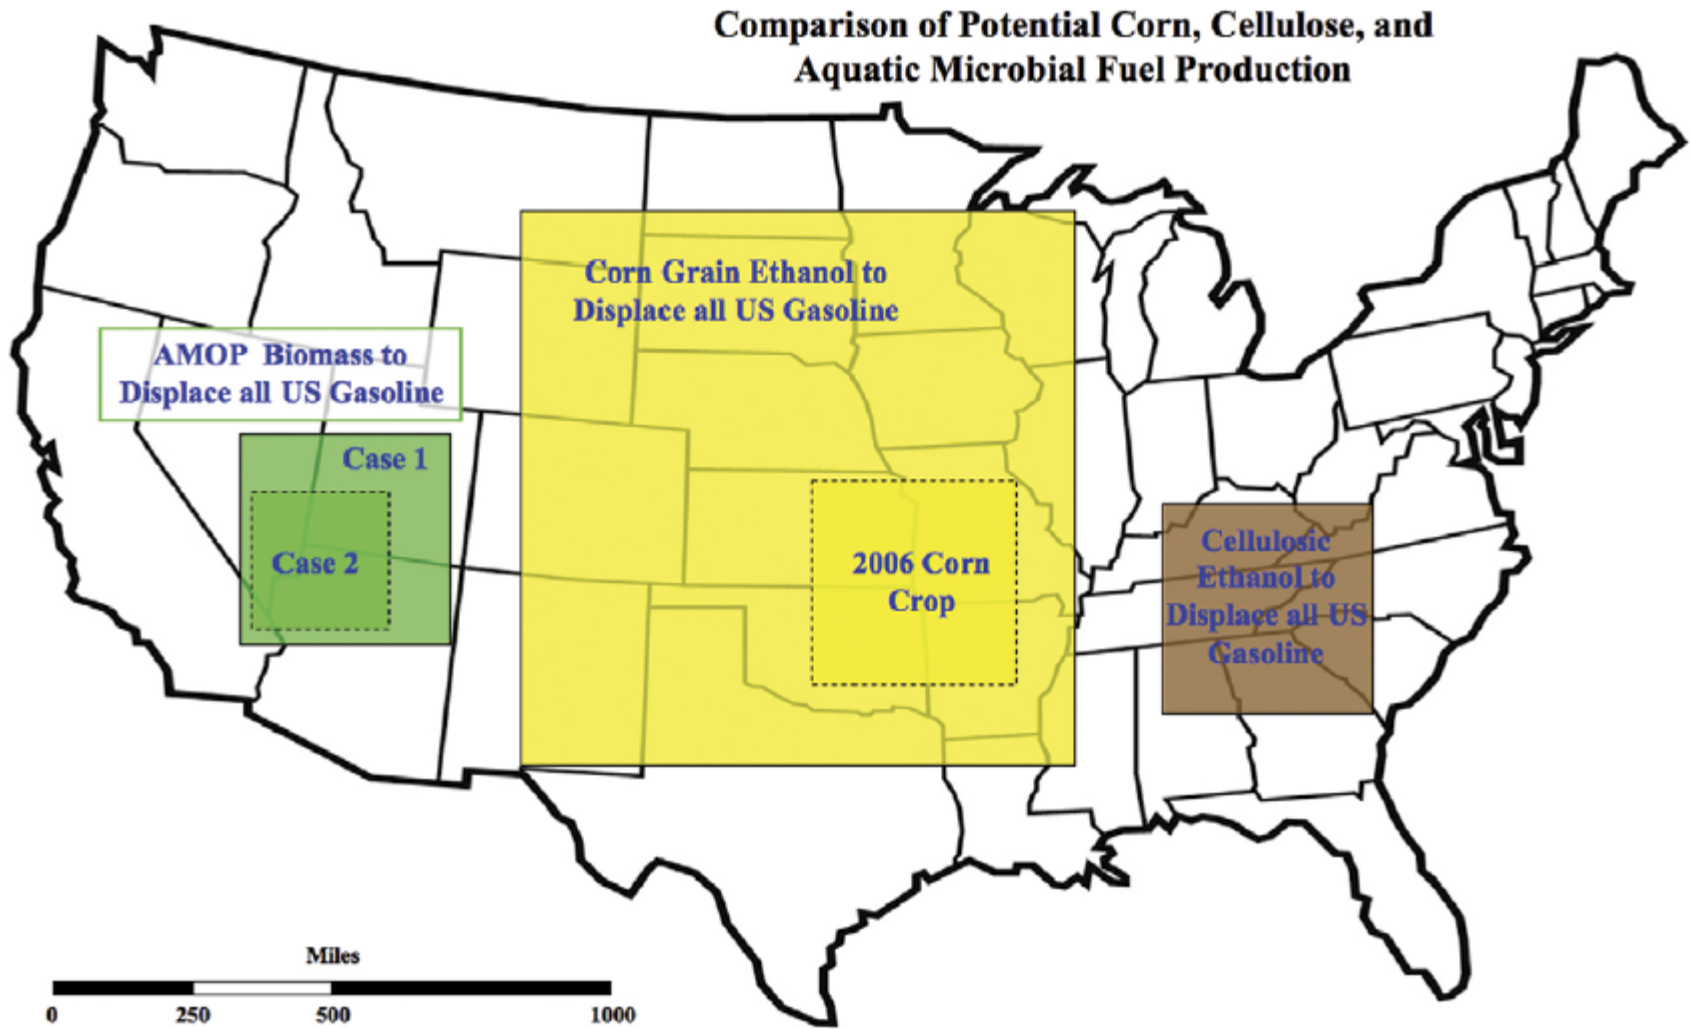 Comparison of Potential Corn, Cellulose, and
Aquatic Microbial Fuel Production
Corn Grain Ethanol to
Displace all US Gasoline
AMOP Biomass to
Displace all US Gasoline
Case 1
Case 2
2006 Corn
Crop
Cellulosic
Ethanol to
Displace all US
Gasoline
Miles
0 250 500 1000